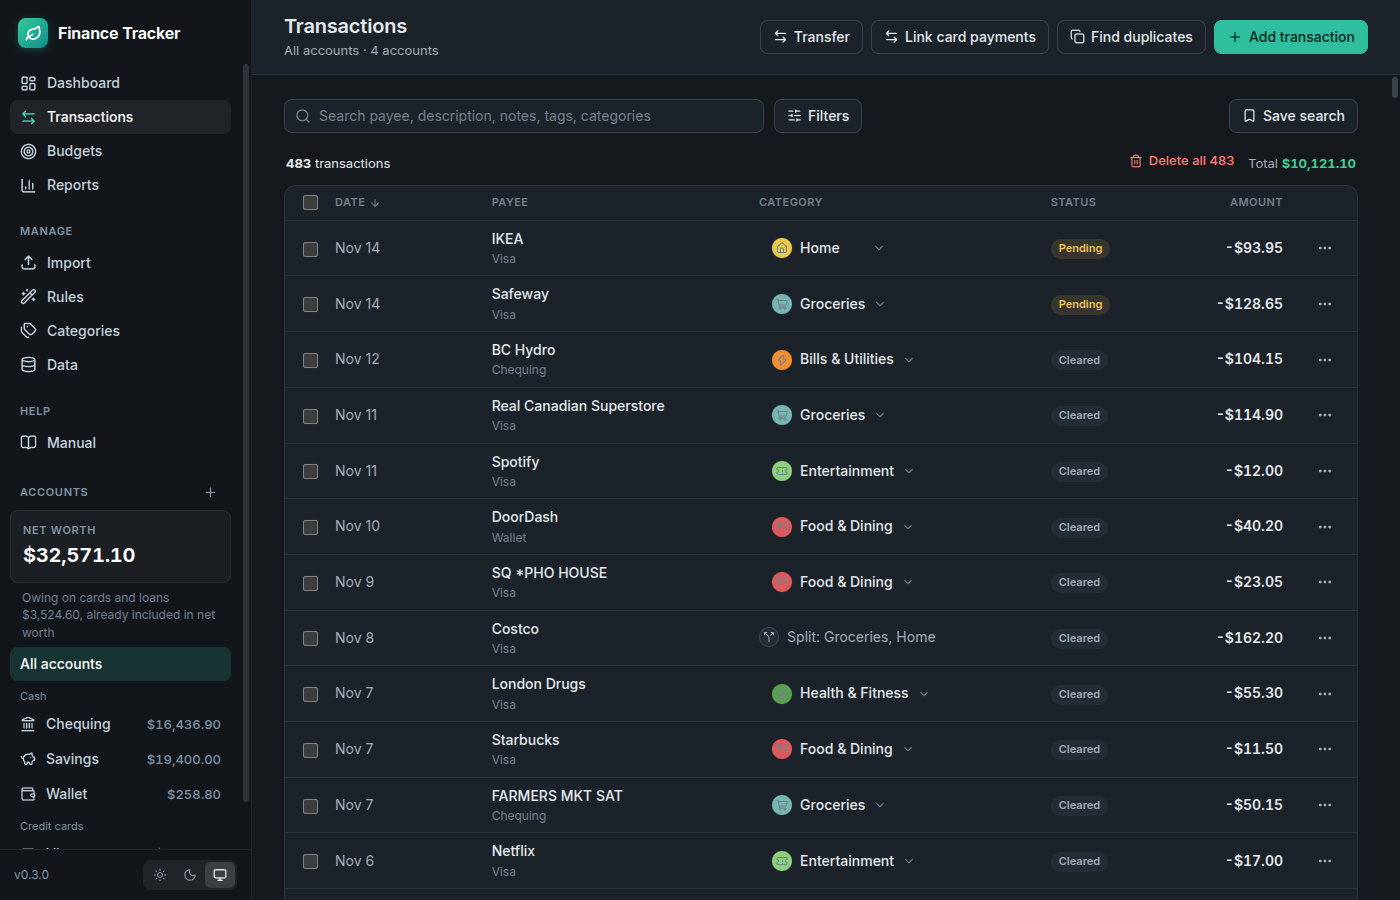 Finance Tracker
Dashboard
Transactions
Budgets
Reports
MANAGE
Import
Rules
Categories
Data
HELP
Manual
ACCOUNTS
NET WORTH
$32,571.10
Owing on cards and loans
$3,524.60, already included in net
worth
All accounts
Cash
Chequing $16,436.90
Savings $19,400.00
Wallet $258.80
Credit cards
v0.3.0
Transactions
All accounts · 4 accounts
Transfer
Link card payments
Find duplicates
Add transaction
Search payee, description, notes, tags, categories
Filters
Save search
483 transactions
Delete all 483
Total $10,121.10
DATE PAYEE CATEGORY STATUS AMOUNT
Nov 14 IKEA Home Pending -$93.95
Visa
Nov 14 Safeway Groceries Pending -$128.65
Visa
Nov 12 BC Hydro Bills & Utilities Cleared -$104.15
Chequing
Nov 11 Real Canadian Superstore Groceries Cleared -$114.90
Visa
Nov 11 Spotify Entertainment Cleared -$12.00
Visa
Nov 10 DoorDash Food & Dining Cleared -$40.20
Wallet
Nov 9 SQ *PHO HOUSE Food & Dining Cleared -$23.05
Visa
Nov 8 Costco Split: Groceries, Home Cleared -$162.20
Visa
Nov 7 London Drugs Health & Fitness Cleared -$55.30
Visa
Nov 7 Starbucks Food & Dining Cleared -$11.50
Visa
Nov 7 FARMERS MKT SAT Groceries Cleared -$50.15
Chequing
Nov 6 Netflix Entertainment Cleared -$17.00
Visa